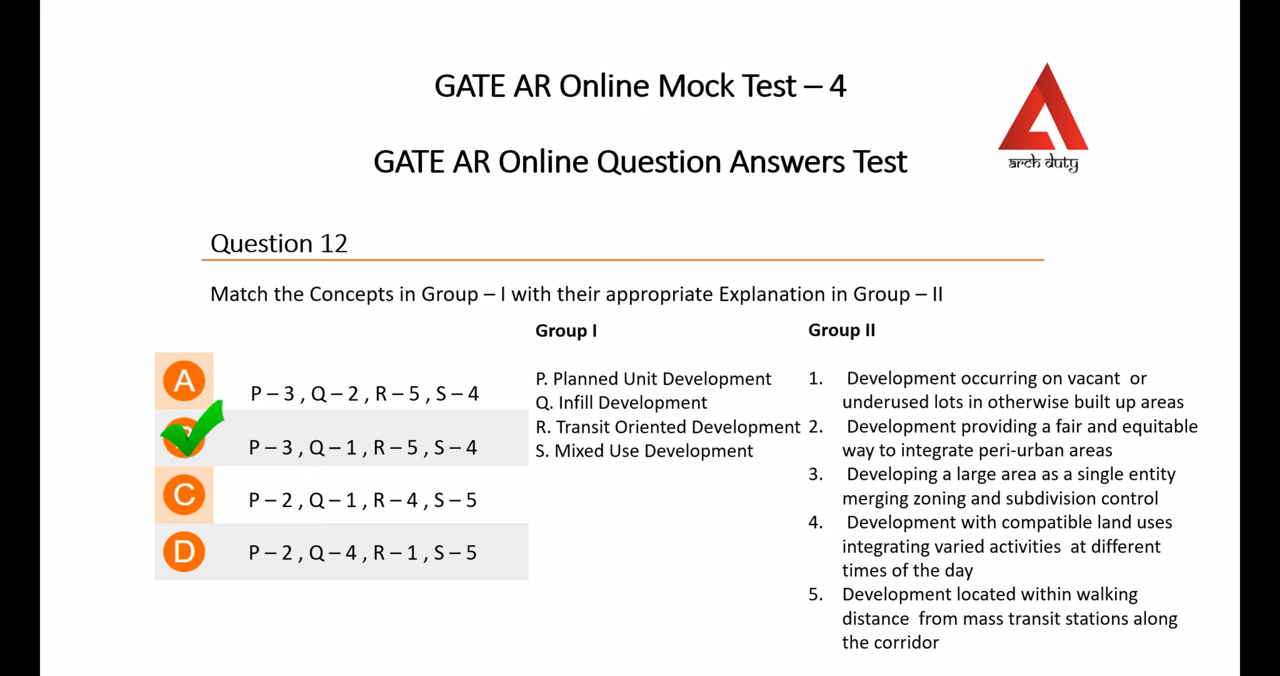 GATE AR Online Mock Test – 4
GATE AR Online Question Answers Test
arch duty
Question 12
Match the Concepts in Group – I with their appropriate Explanation in Group – II
A
P – 3 , Q – 2, R – 5, S – 4
P – 3, Q – 1, R – 5, S – 4
C
P – 2, Q – 1, R – 4 , S – 5
D
P – 2 , Q – 4, R – 1, S – 5
Group I
P. Planned Unit Development
Q. Infill Development
R. Transit Oriented Development
S. Mixed Use Development
Group II
1. Development occurring on vacant or
underused lots in otherwise built up areas
2. Development providing a fair and equitable
way to integrate peri-urban areas
3. Developing a large area as a single entity
merging zoning and subdivision control
4. Development with compatible land uses
integrating varied activities at different
times of the day
5. Development located within walking
distance from mass transit stations along
the corridor